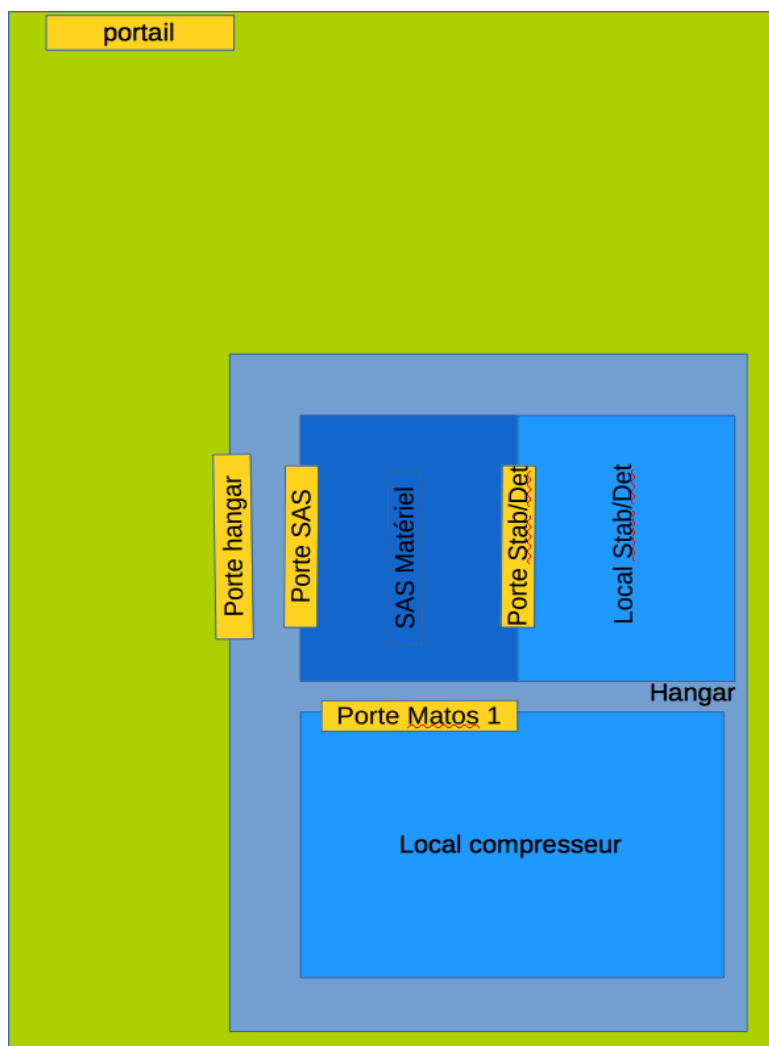 portail
Porte hangar
Porte SAS
SAS Matériel
Porte Stab/Det
Local Stab/Det
Hangar
Porte Matos 1
Local compresseur